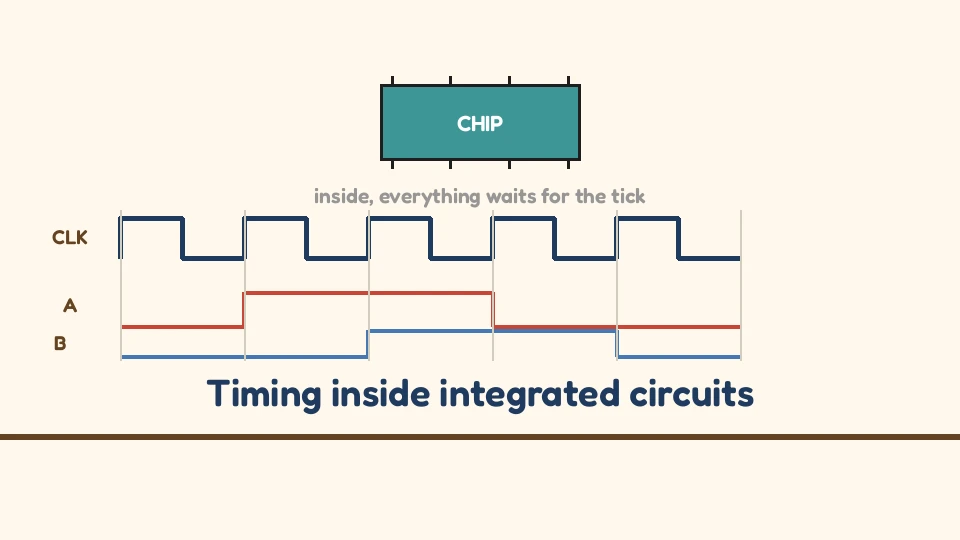 CHIP
inside, everything waits for the tick
CLK
A
B
Timing inside integrated circuits